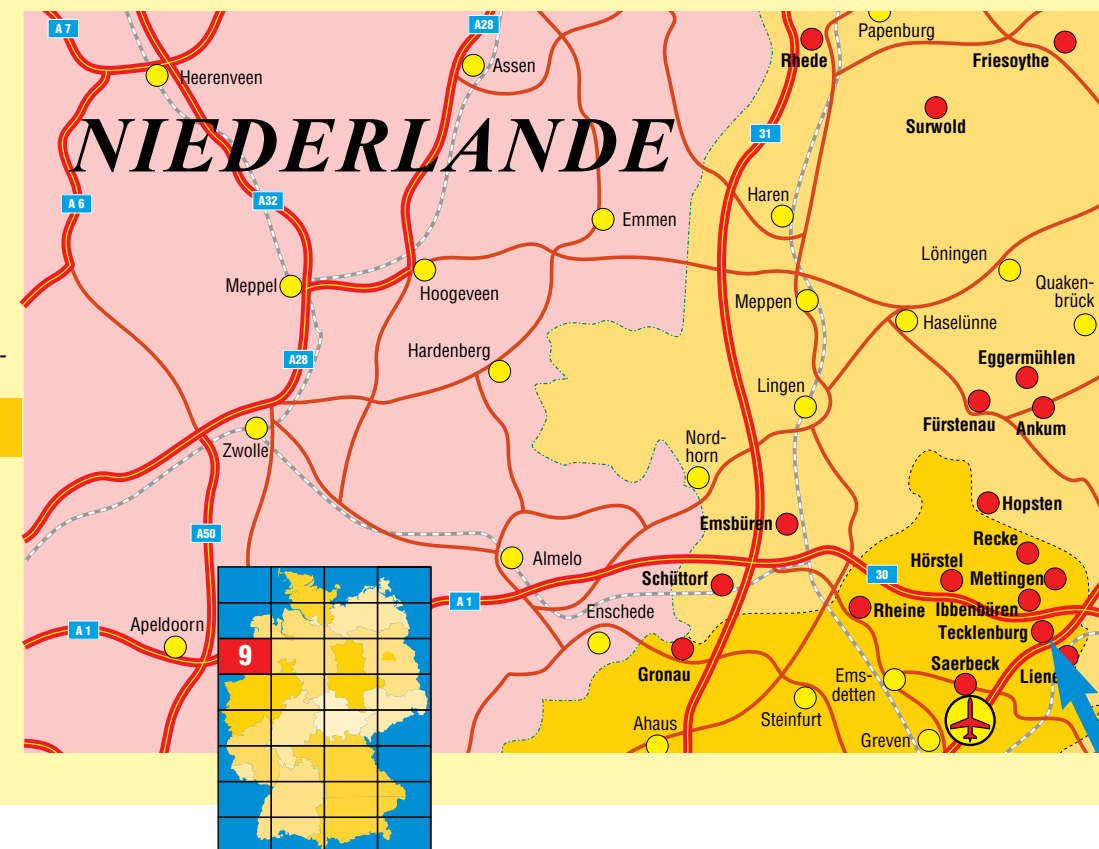 A 7
A28
Papenburg
Rhede
Friesoythe
Heerenveen
Assen
Surwold
NIEDERLANDE
31
A 6
A32
Haren
Emmen
Löningen
Meppel
Hoogeveen
Meppen
Quaken-
brück
Haselünne
Hardenberg
A28
Eggermühlen
Lingen
Fürstenau
Ankum
Zwolle
Nord-
horn
Hopsten
Emsbüren
A50
Recke
Almelo
Hörstel
30
Mettingen
Schüttorf
A 1
Enschede
Rheine
Ibbenbüren
Apeldoorn
A 1
Tecklenburg
9
Gronau
Saerbeck
Liene
Ems-
detten
Ahaus
Steinfurt
Greven
-